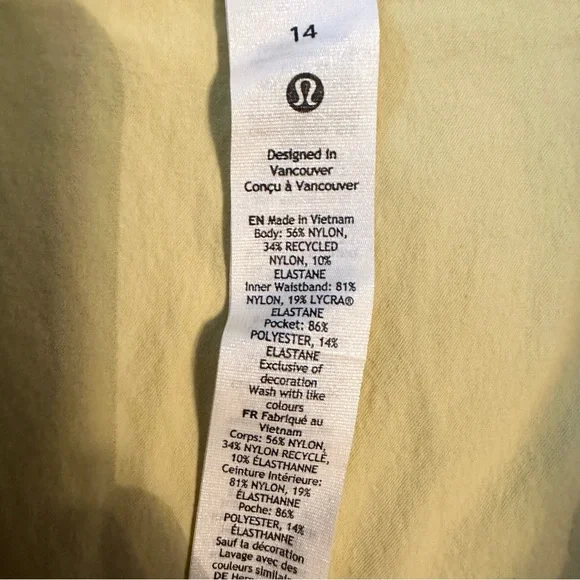 14
Designed in
Vancouver
Conçu à Vancouver
EN Made in Vietnam
Body: 56% NYLON,
34% RECYCLED
NYLON, 10%
ELASTANE
Inner Waistband: 81%
NYLON, 19% LYCRA®
ELASTANE
Pocket: 86%
POLYESTER, 14%
ELASTANE
Exclusive of
decoration
Wash with like
colours
FR Fabriqué au
Vietnam
Corps: 56% NYLON,
34% NYLON RECYCLÉ,
10% ÉLASTHANNE
Ceinture Intérieure:
81% NYLON, 19%
ÉLASTHANNE
Poche: 86%
POLYESTER, 14%
ÉLASTHANNE
Sauf la décoration
Lavage avec des
couleurs
DE